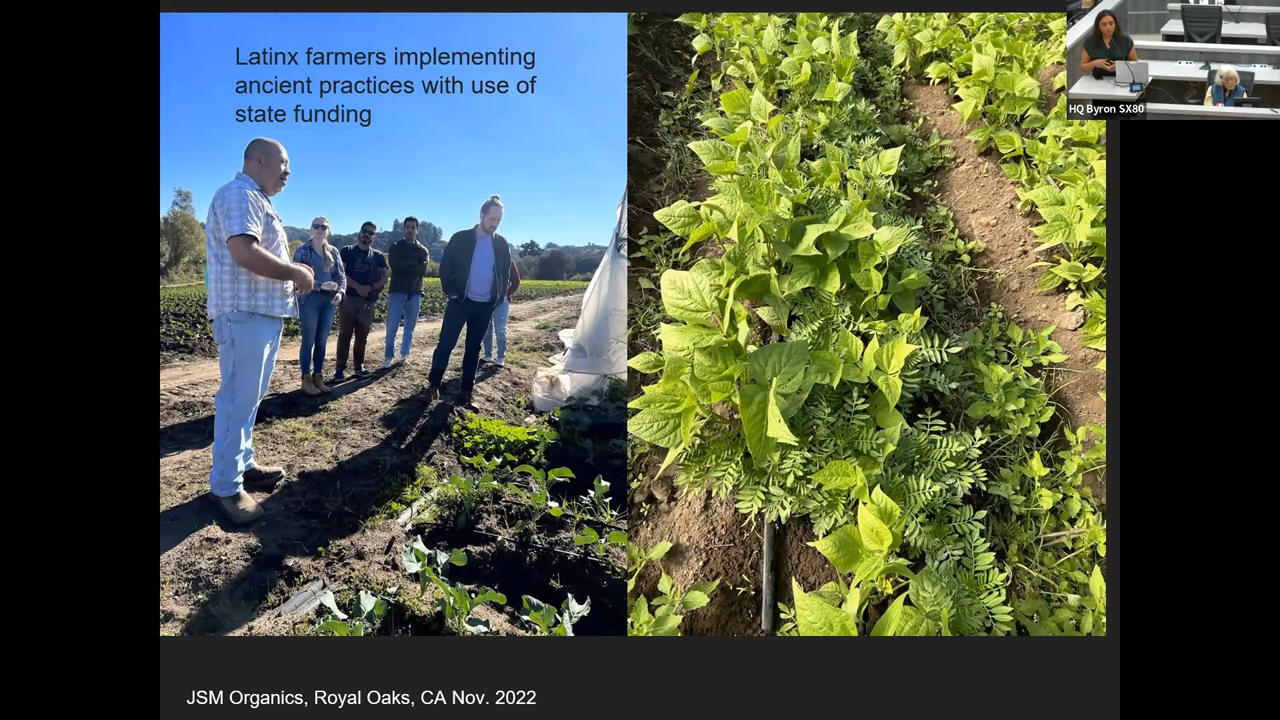 Latinx farmers implementing
ancient practices with use of
state funding
HQ Byron SX80
JSM Organics, Royal Oaks, CA Nov. 2022